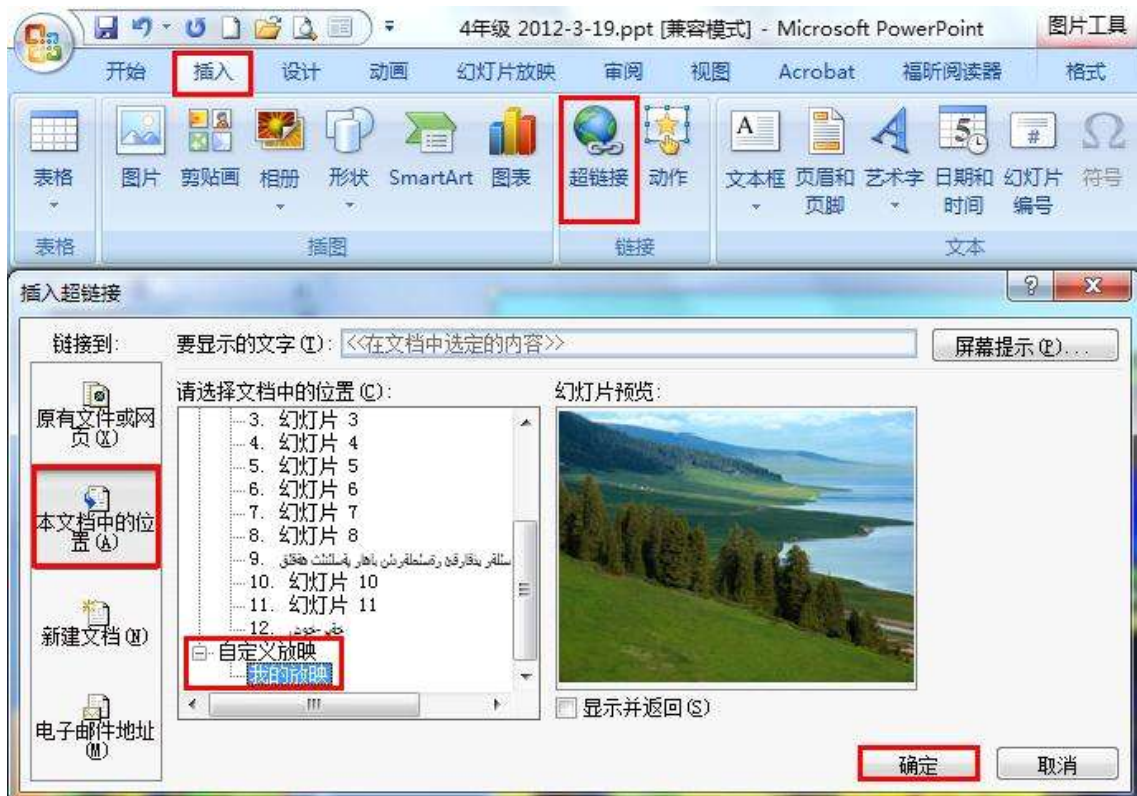 4年级 2012-3-19.ppt [兼容模式] - Microsoft PowerPoint 图片工具
开始 插入 设计 动画 幻灯片放映 审阅 视图 Acrobat 福昕阅读器 格式
表格 图片 剪贴画 相册 形状 SmartArt 图表 超链接 动作 文本框 页眉和页脚 艺术字 日期和时间 幻灯片编号 符号
表格 插图 链接 文本
插入超链接
链接到: 要显示的文字(T): <<在文档中选定的内容>> 屏幕提示(P)...
原有文件或网页(X)
本文档中的位置(A)
新建文档(N)
电子邮件地址(M)
请选择文档中的位置(C): 幻灯片预览:
3. 幻灯片 3
4. 幻灯片 4
5. 幻灯片 5
6. 幻灯片 6
7. 幻灯片 7
8. 幻灯片 8
9.
10. 幻灯片 10
11. 幻灯片 11
12.
自定义放映
我的放映
显示并返回(S)
确定 取消